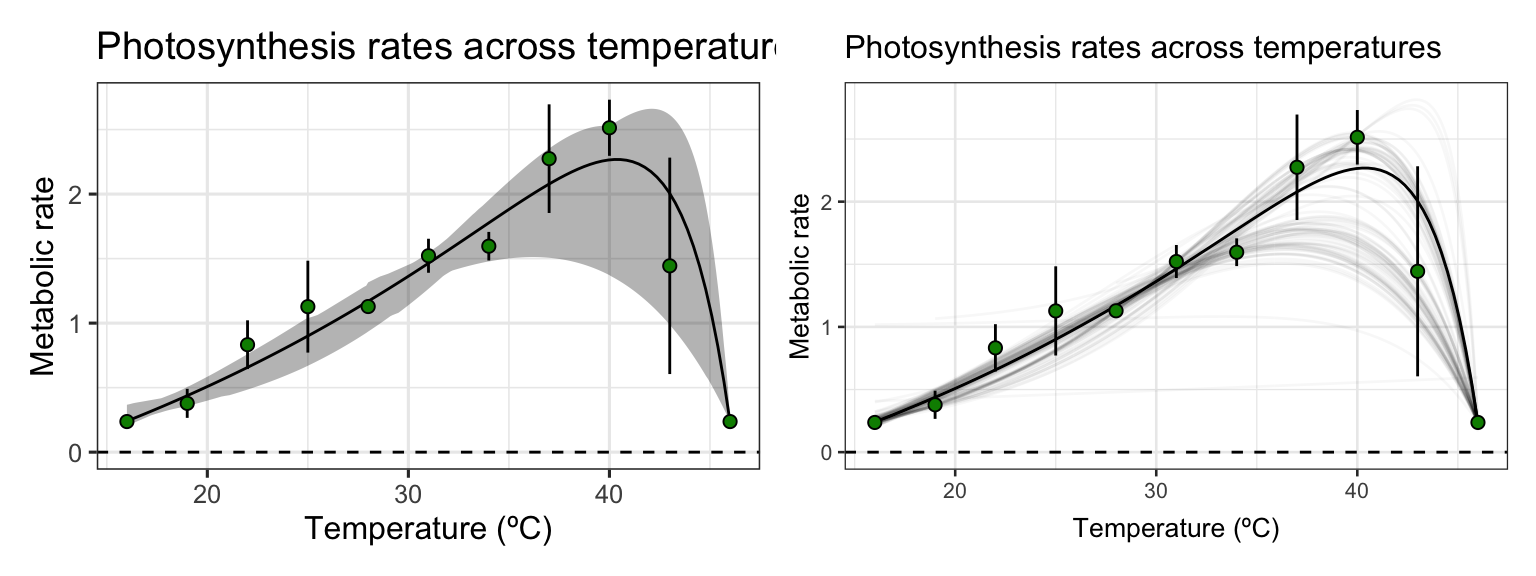 Photosynthesis rates across temperature
Metabolic rate
2
1
0
20 30 40
Temperature (ºC)
Photosynthesis rates across temperatures
Metabolic rate
2
1
0
20 30 40
Temperature (ºC)